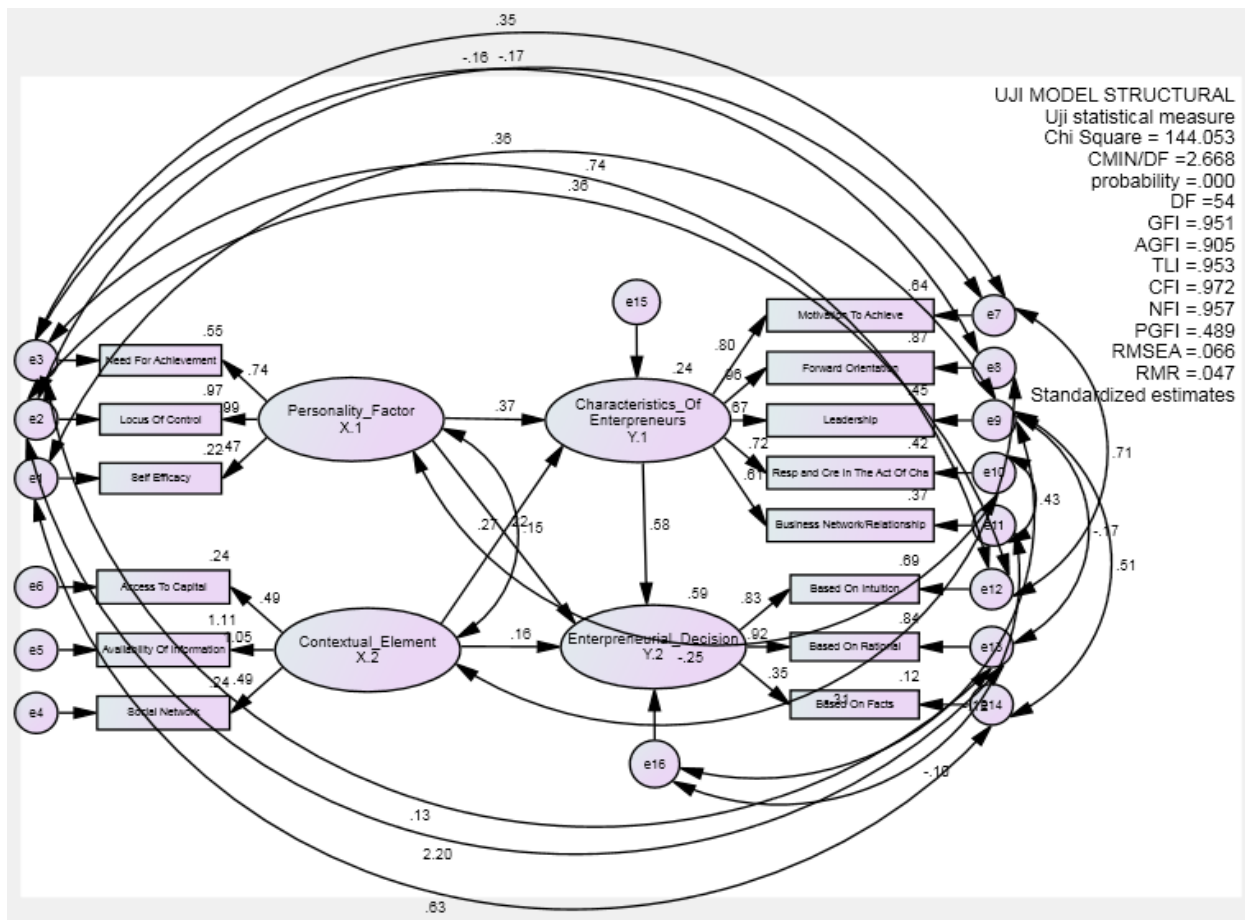 .35
-.16 -.17
UJI MODEL STRUCTURAL
Uji statistical measure
Chi Square = 144.053
CMIN/DF =2.668
probability =.000
DF =54
GFI =.951
AGFI =.905
TLI =.953
CFI =.972
NFI =.957
PGFI =.489
RMSEA =.066
RMR =.047
Standardized estimates
.36
.74
.36
e15
.64
Motivation To Achieve
e7
.55
e3
Need For Achievement
.74
.80
.87
.24
Forward Orientation
e8
.96
.97
e2
Locus Of Control
.99
Personality_Factor
X.1
.37
Characteristics_Of
Enterpreneurs
Y.1
.67
.45
Leadership
e9
.22
.47
e1
Self Efficacy
.72
.42
Resp and Cre In The Act Of Cha
e10
.71
.61
.37
Business Network/Relationship
e11
.43
-.17
.27
.22
.15
.58
.51
.24
e6
Access To Capital
.49
.59
.83
.69
Based On Intuition
e12
1.11
e5
Availability Of Information
1.05
Contextual_Element
X.2
.16
Enterpreneurial_Decision
Y.2
-.25
.92
.84
Based On Rational
e13
.24
.49
e4
Social Network
.35
.12
.31
Based On Facts
e14
e16
.13
2.20
.63